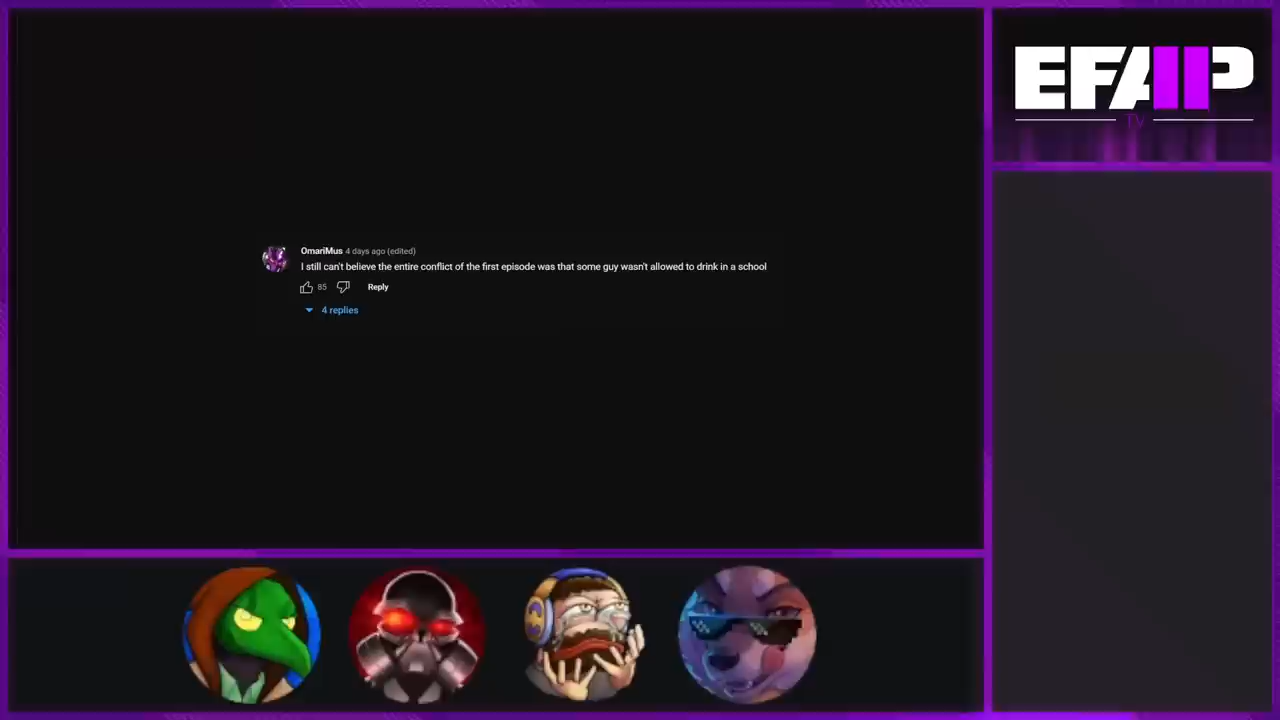 EFAP
TV
OmariMus 4 days ago (edited)
I still can't believe the entire conflict of the first episode was that some guy wasn't allowed to drink in a school
85 Reply
4 replies